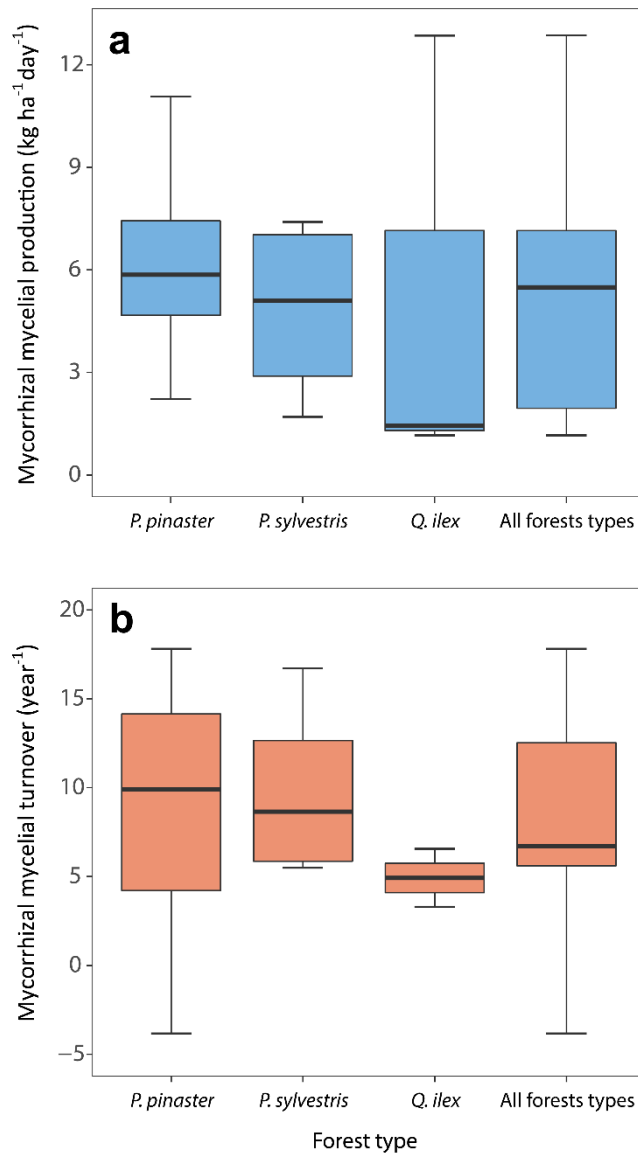 a
Mycorrhizal mycelial production (kg ha⁻¹ day⁻¹)
12
9
6
3
0
P. pinaster P. sylvestris Q. ilex All forests types
b
Mycorrhizal mycelial turnover (year⁻¹)
20
15
10
5
0
−5
P. pinaster P. sylvestris Q. ilex All forests types
Forest type